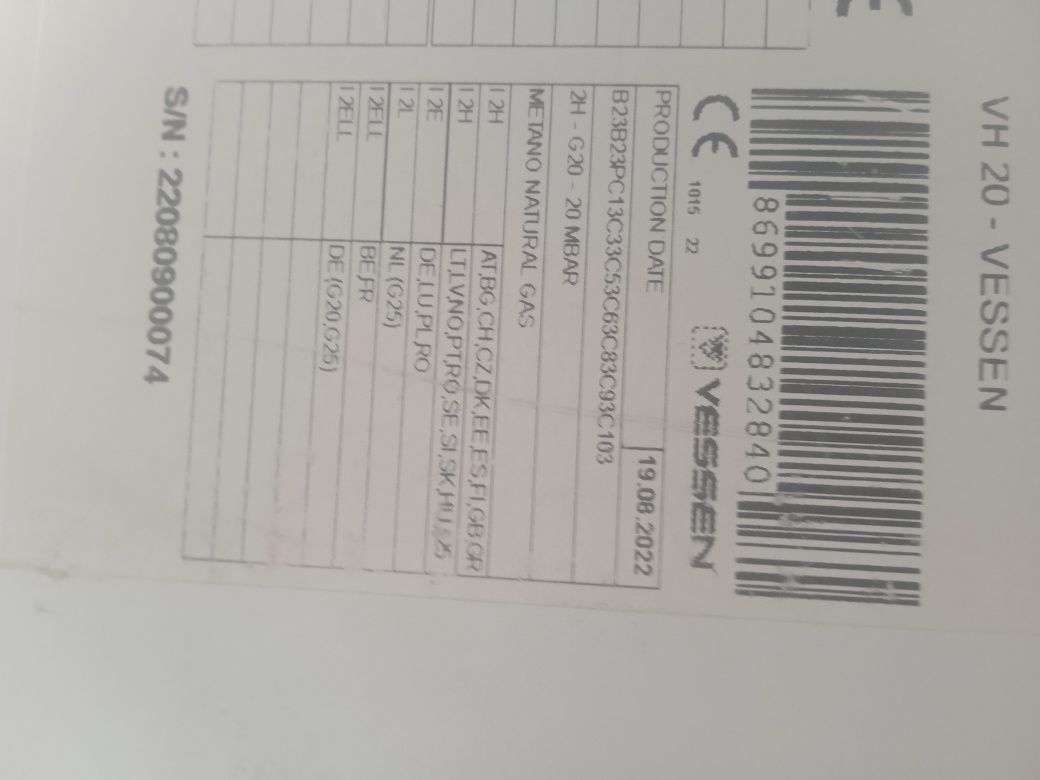 VH 20 - VESSEN
8699104832840
CE 1015 22 VESSEN
PRODUCTION DATE 19.08.2022
B23B23PC13C33C53C63C83C93C103
2H - G20 - 20 MBAR
METANO NATURAL GAS
I 2H AT,BG,CH,CZ,DK,EE,ES,FI,GB,GR
I 2H LT,LV,NO,PT,RO,SE,SI,SK,HU
I 2E DE,LU,PL,RO
I 2L NL (G25)
I 2ELL BE,FR
I 2ELL DE (G20,G25)
S/N : 2208090074